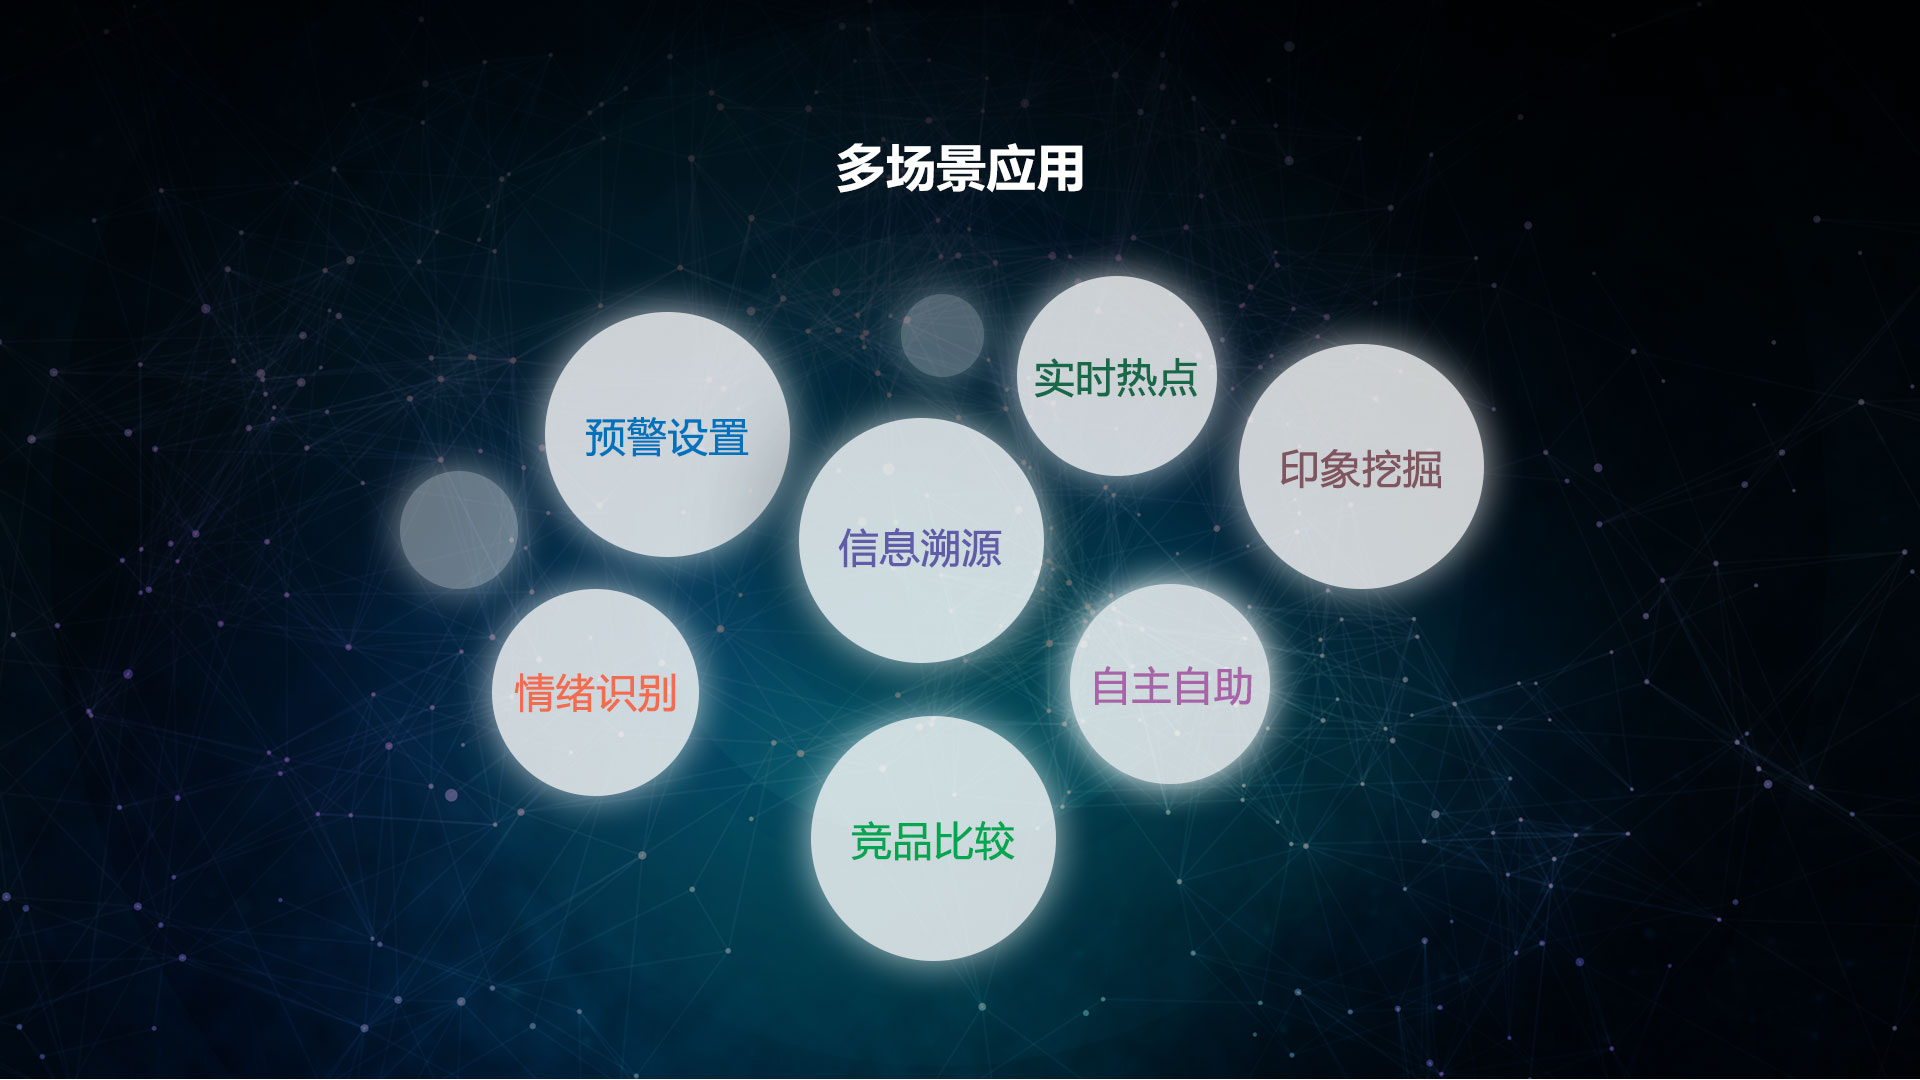 多场景应用
实时热点
预警设置
印象挖掘
信息溯源
情绪识别
自主自助
竞品比较